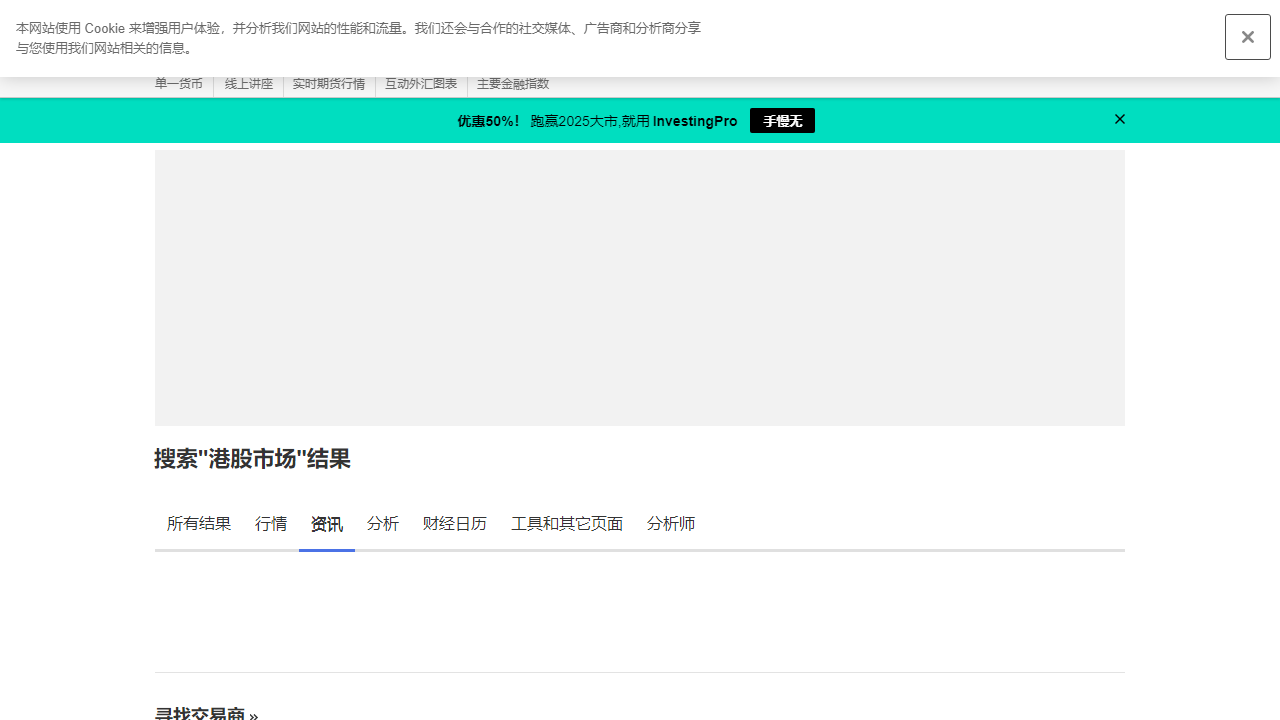 本网站使用 Cookie 来增强用户体验，并分析我们网站的性能和流量。我们还会与合作的社交媒体、广告商和分析商分享
与您使用我们网站相关的信息。
单一货币 线上讲座 实时期货行情 互动外汇图表 主要金融指数
优惠50%！ 跑赢2025大市,就用 InvestingPro 手慢无
搜索"港股市场"结果
所有结果 行情 资讯 分析 财经日历 工具和其它页面 分析师
寻找交易商 »